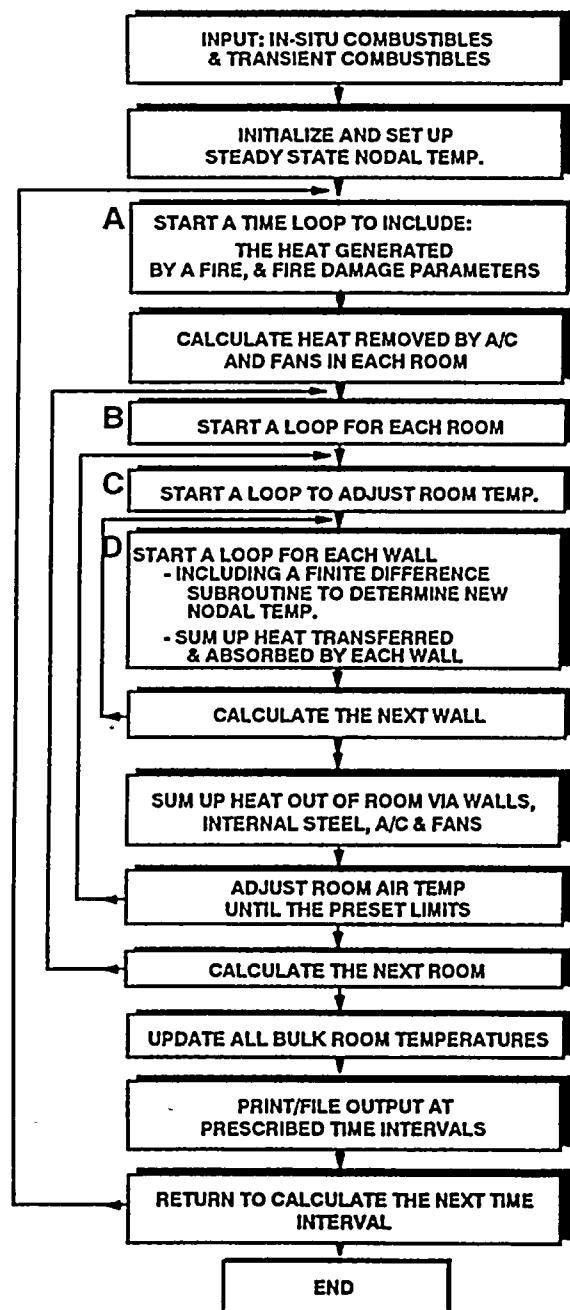 INPUT: IN-SITU COMBUSTIBLES
& TRANSIENT COMBUSTIBLES
INITIALIZE AND SET UP
STEADY STATE NODAL TEMP.
A
START A TIME LOOP TO INCLUDE:
THE HEAT GENERATED
BY A FIRE, & FIRE DAMAGE PARAMETERS
CALCULATE HEAT REMOVED BY A/C
AND FANS IN EACH ROOM
B
START A LOOP FOR EACH ROOM
C
START A LOOP TO ADJUST ROOM TEMP.
D
START A LOOP FOR EACH WALL
- INCLUDING A FINITE DIFFERENCE
SUBROUTINE TO DETERMINE NEW
NODAL TEMP.
- SUM UP HEAT TRANSFERRED
& ABSORBED BY EACH WALL
CALCULATE THE NEXT WALL
SUM UP HEAT OUT OF ROOM VIA WALLS,
INTERNAL STEEL, A/C & FANS
ADJUST ROOM AIR TEMP
UNTIL THE PRESET LIMITS
CALCULATE THE NEXT ROOM
UPDATE ALL BULK ROOM TEMPERATURES
PRINT/FILE OUTPUT AT
PRESCRIBED TIME INTERVALS
RETURN TO CALCULATE THE NEXT TIME
INTERVAL
END